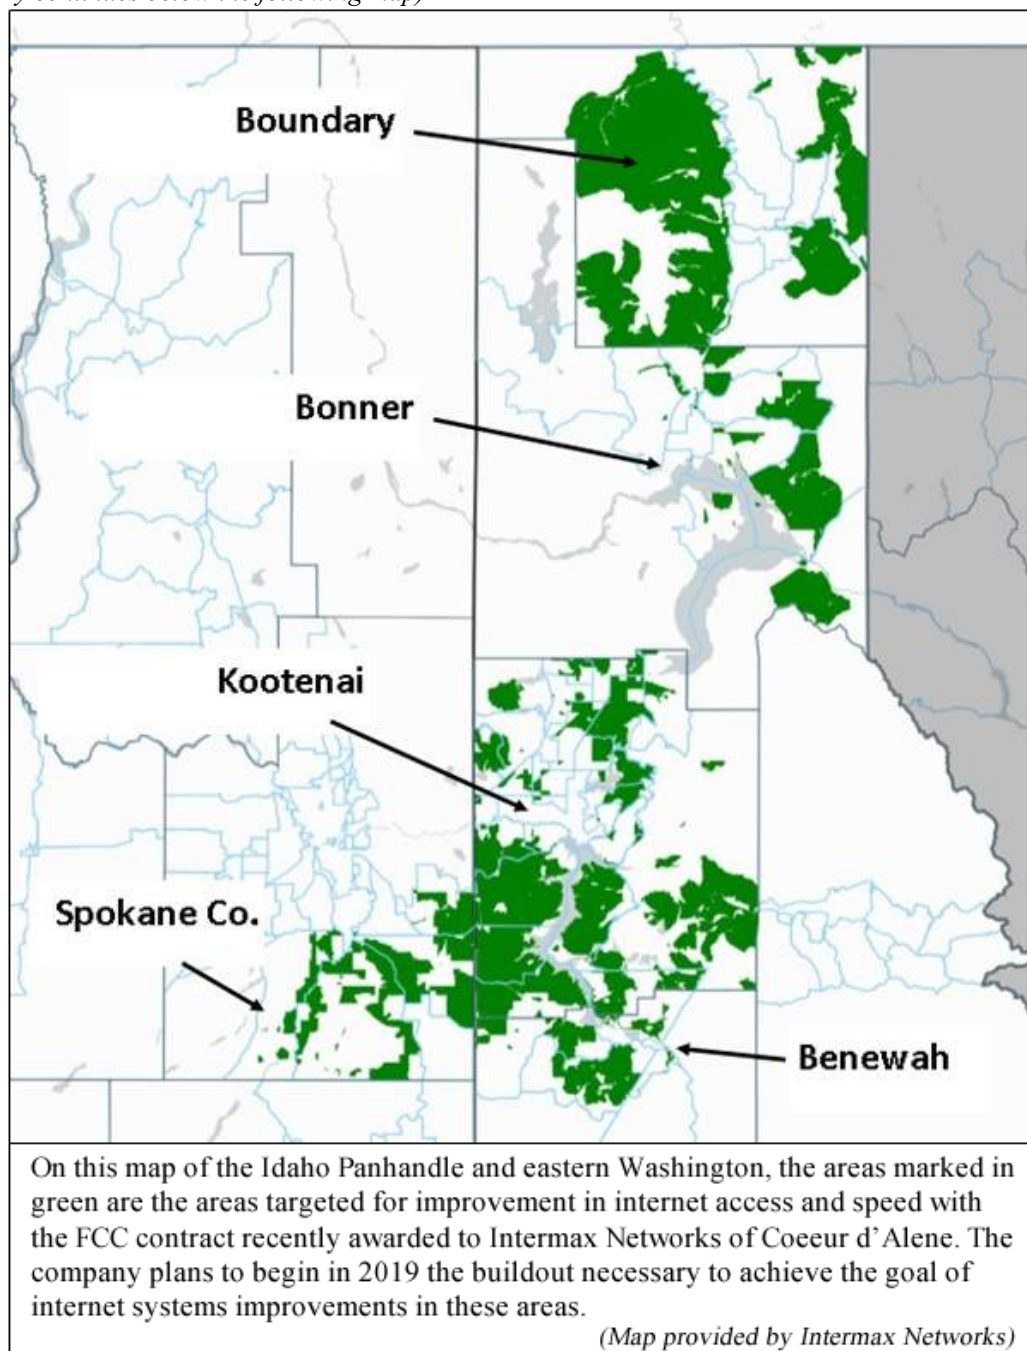 Boundary
Bonner
Kootenai
Spokane Co.
Benewah
On this map of the Idaho Panhandle and eastern Washington, the areas marked in
green are the areas targeted for improvement in internet access and speed with
the FCC contract recently awarded to Intermax Networks of Coeeur d’Alene. The
company plans to begin in 2019 the buildout necessary to achieve the goal of
internet systems improvements in these areas.
(Map provided by Intermax Networks)